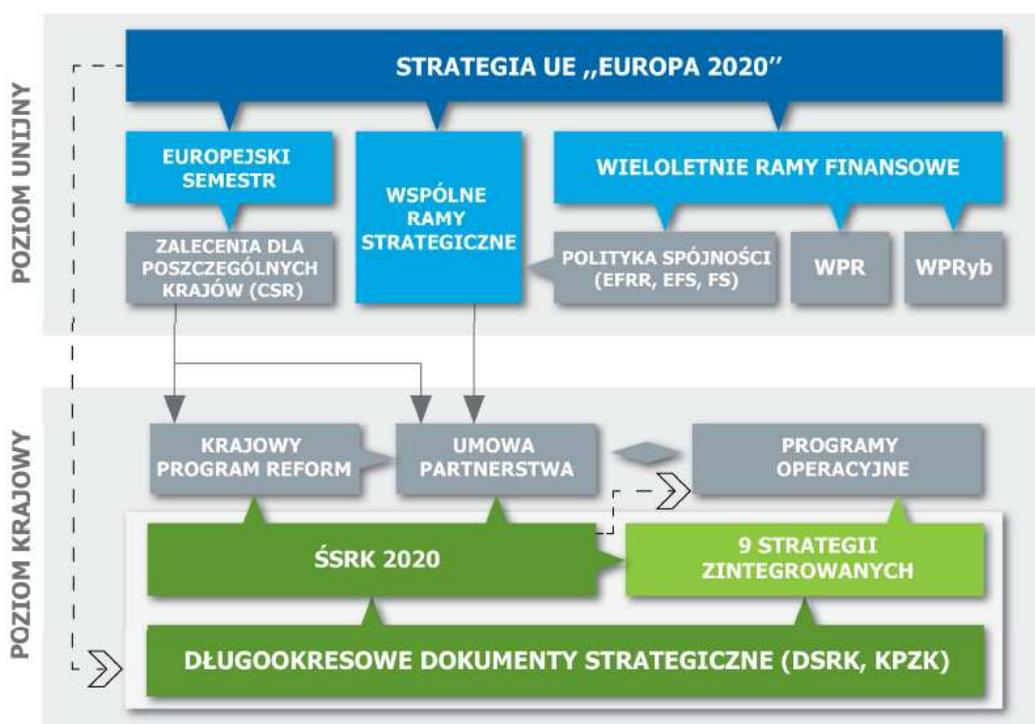 POZIOM UNIJNY
STRATEGIA UE „EUROPA 2020”
EUROPEJSKI
SEMESTR
WSPÓLNE
RAMY
STRATEGICZNE
WIELOLETNIE RAMY FINANSOWE
ZALECENIA DLA
POSZCZEGÓLNYCH
KRAJÓW (CSR)
POLITYKA SPÓJNOŚCI
(EFRR, EFS, FS)
WPR
WPRyb
POZIOM KRAJOWY
KRAJOWY
PROGRAM REFORM
UMOWA
PARTNERSTWA
PROGRAMY
OPERACYJNE
ŚSRK 2020
9 STRATEGII
ZINTEGROWANYCH
DŁUGOOKRESOWE DOKUMENTY STRATEGICZNE (DSRK, KPZK)